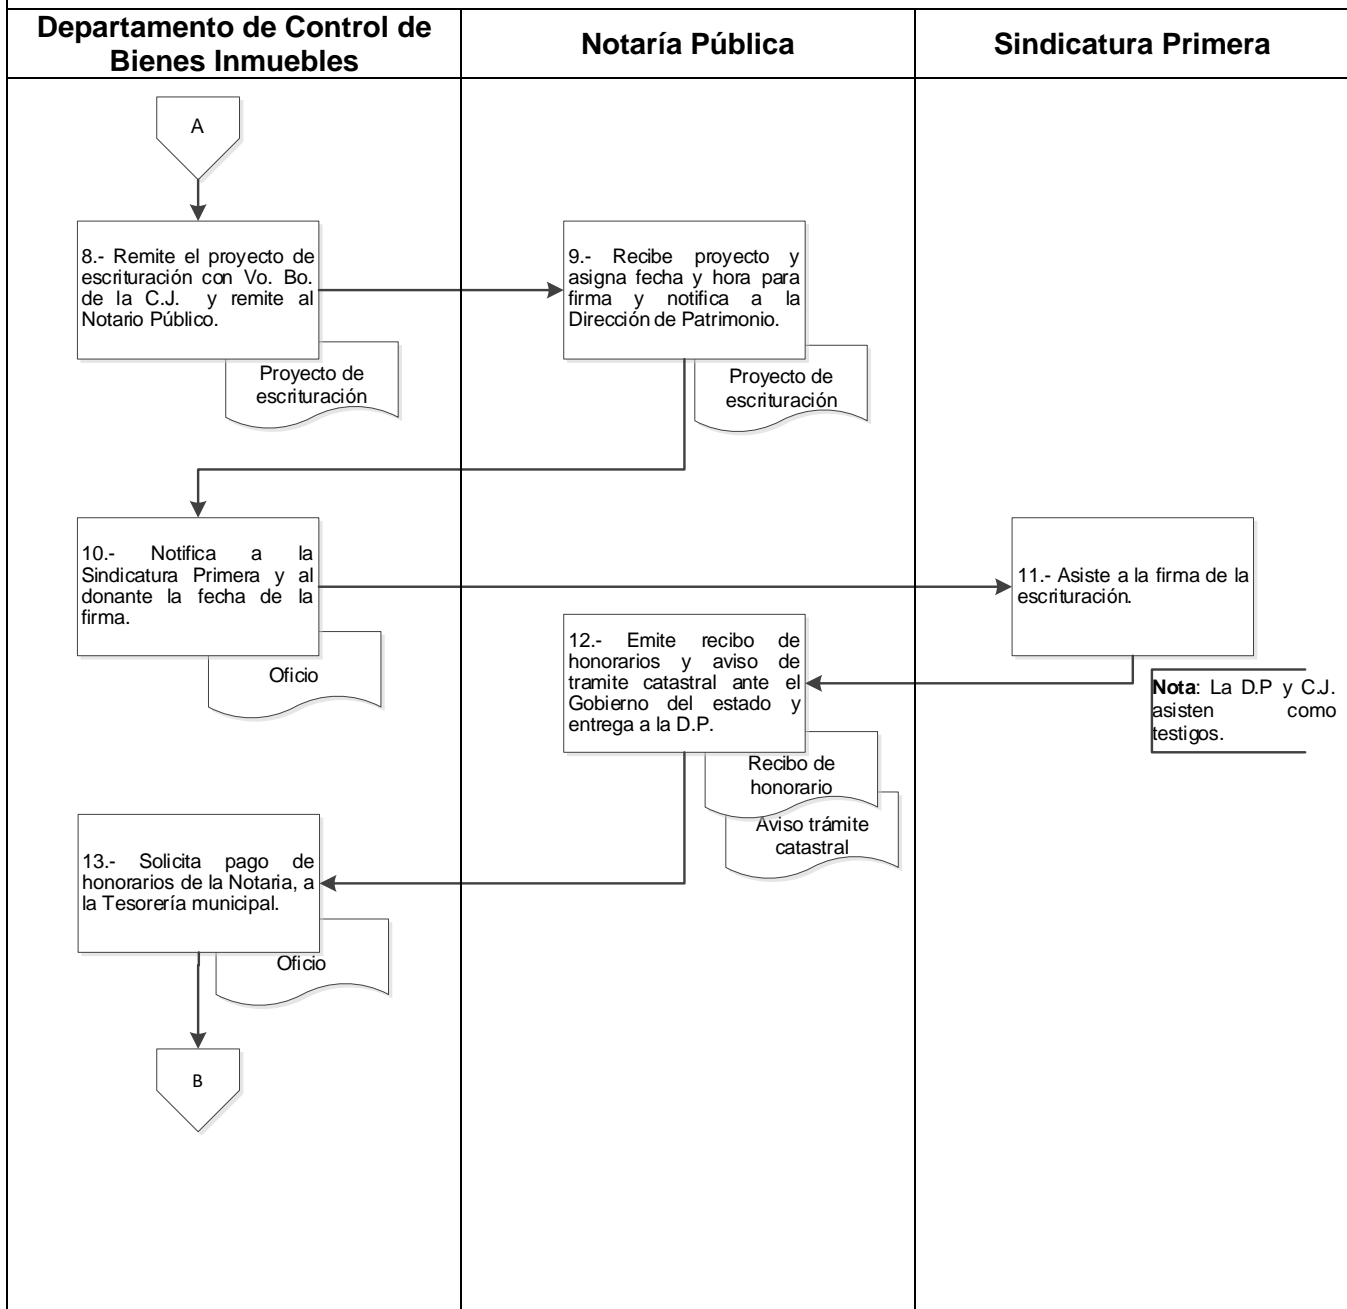 Departamento de Control de
Bienes Inmuebles
Notaría Pública
Sindicatura Primera
A
8.- Remite el proyecto de
escrituración con Vo. Bo.
de la C.J. y remite al
Notario Público.
Proyecto de
escrituración
9.- Recibe proyecto y
asigna fecha y hora para
firma y notifica a la
Dirección de Patrimonio.
Proyecto de
escrituración
10.- Notifica a la
Sindicatura Primera y al
donante la fecha de la
firma.
Oficio
11.- Asiste a la firma de la
escrituración.
Nota: La D.P y C.J.
asisten como
testigos.
12.- Emite recibo de
honorarios y aviso de
tramite catastral ante el
Gobierno del estado y
entrega a la D.P.
Recibo de
honorario
Aviso trámite
catastral
13.- Solicita pago de
honorarios de la Notaria, a
la Tesorería municipal.
Oficio
B